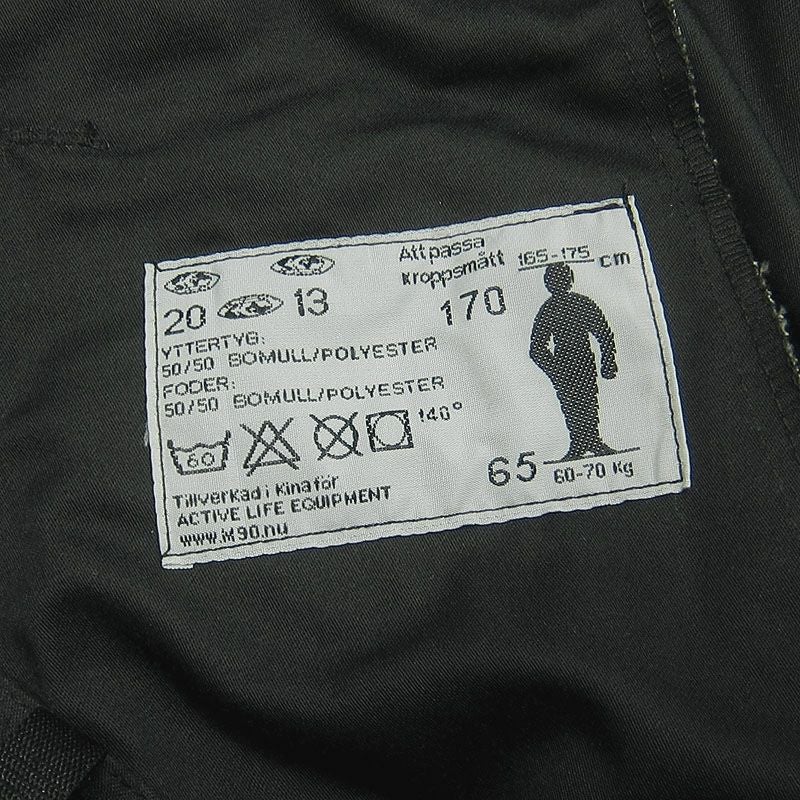 20 13
Att passa
Kroppsmått 165-175 cm
170
YTTERTYG:
50/50 BOMULL/POLYESTER
FODER:
50/50 BOMULL/POLYESTER
60
!40°
65 60-70 Kg
Tillverkad i Kina för
ACTIVE LIFE EQUIPMENT
www.M90.nu